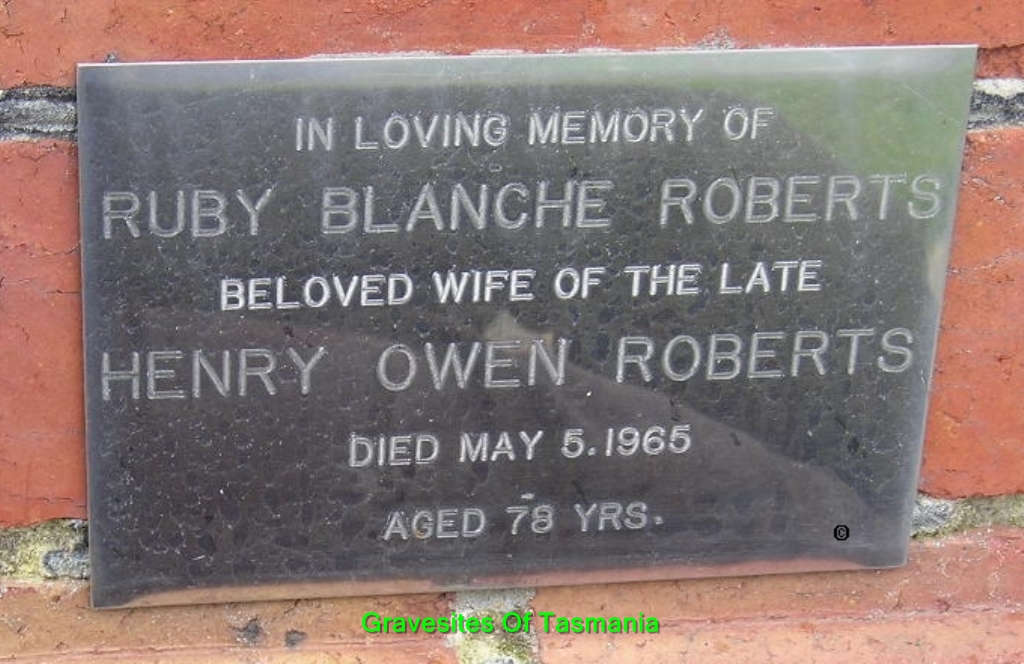 IN LOVING MEMORY OF
RUBY BLANCHE ROBERTS
BELOVED WIFE OF THE LATE
HENRY OWEN ROBERTS
DIED MAY 5.1965
AGED 78 YRS.
©
Gravesites Of Tasmania